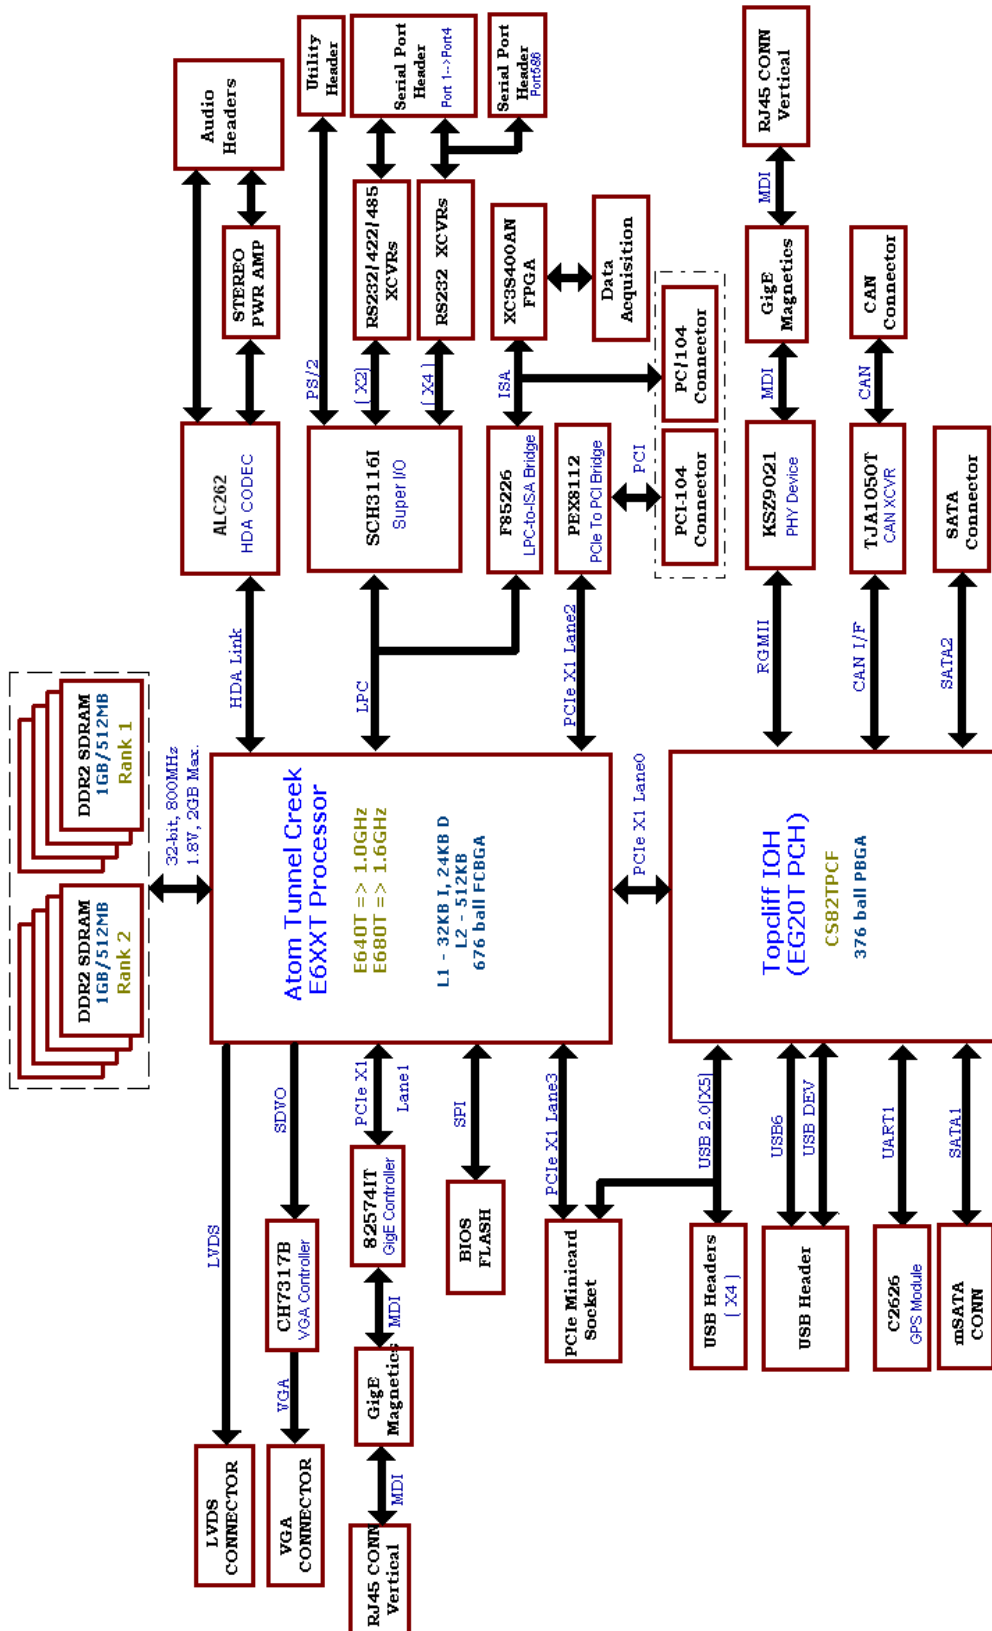 DDR2 SDRAM
1GB/512MB
Rank 2
DDR2 SDRAM
1GB/512MB
Rank 1
32-bit, 800MHz
1.8V, 2GB Max.
LVDS
CONNECTOR
LVDS
VGA
CONNECTOR
VGA
CH7317B
VGA Controller
SDVO
RJ45 CONN
Vertical
MDI
GigE
Magnetics
MDI
82574IT
GigE Controller
PCIe X1
Lane1
BIOS
FLASH
SPI
PCIe Minicard
Socket
PCIe X1 Lane3
Atom Tunnel Creek
E6XXT Processor
E640T => 1.0GHz
E680T => 1.6GHz
L1 - 32KB I, 24KB D
L2 - 512KB
676 ball FCBGA
HDA Link
ALC262
HDA CODEC
STEREO
PWR AMP
Audio
Headers
LPC
SCH3116I
Super I/O
PS/2
Utility
Header
( X2)
RS232/422/485
XCVRs
Serial Port
Header
Port 1-->Port4
( X4 )
RS232 XCVRs
Serial Port
Header
Port5&6
F85226
LPC-to-ISA Bridge
ISA
XC3S400AN
FPGA
Data
Acquisition
PCIe X1 Lane2
PEX8112
PCIe To PCI Bridge
PCI
PCI-104
Connector
PC/104
Connector
PCIe X1 Lane0
Topcliff IOH
(EG20T PCH)
CS82TPCF
376 ball PBGA
USB Headers
( X4 )
USB 2.0(X5)
USB Header
USB6
USB DEV
C2626
GPS Module
UART1
mSATA
CONN
SATA1
RGMII
KSZ9021
PHY Device
MDI
GigE
Magnetics
MDI
RJ45 CONN
Vertical
CAN I/F
TJA1050T
CAN XCVR
CAN
CAN
Connector
SATA2
SATA
Connector